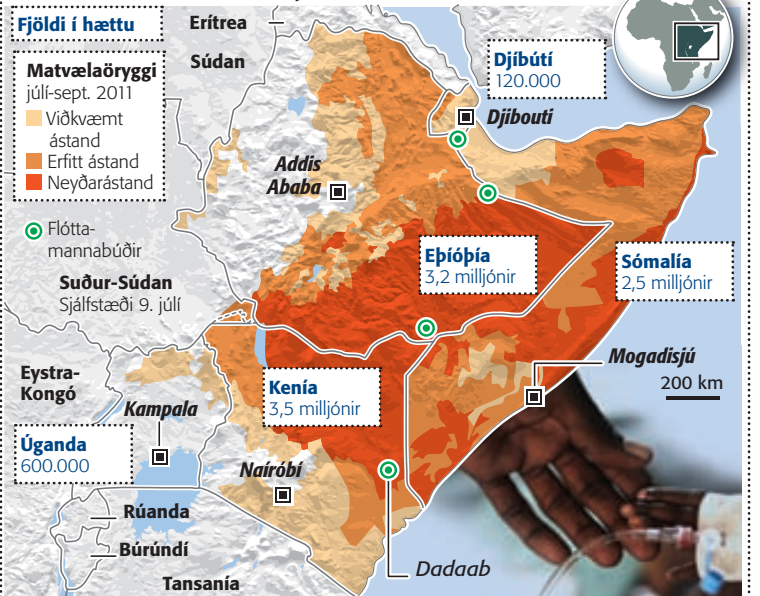 Fjöldi í hættu
Matvælaöryggi
júlí-sept. 2011
Viðkvæmt
ástand
Erfitt ástand
Neyðarástand
Flótta-
mannabúðir
Erítrea
Súdan
Djíbútí
120.000
Djibouti
Addis
Ababa
Eþíóþía
3,2 milljónir
Sómalía
2,5 milljónir
Suður-Súdan
Sjálfstæði 9. júlí
Eystra-
Kongó
Kampala
Kenía
3,5 milljónir
Mogadisjú
200 km
Úganda
600.000
Naíróbí
Rúanda
Búrúndí
Tansanía
Dadaab